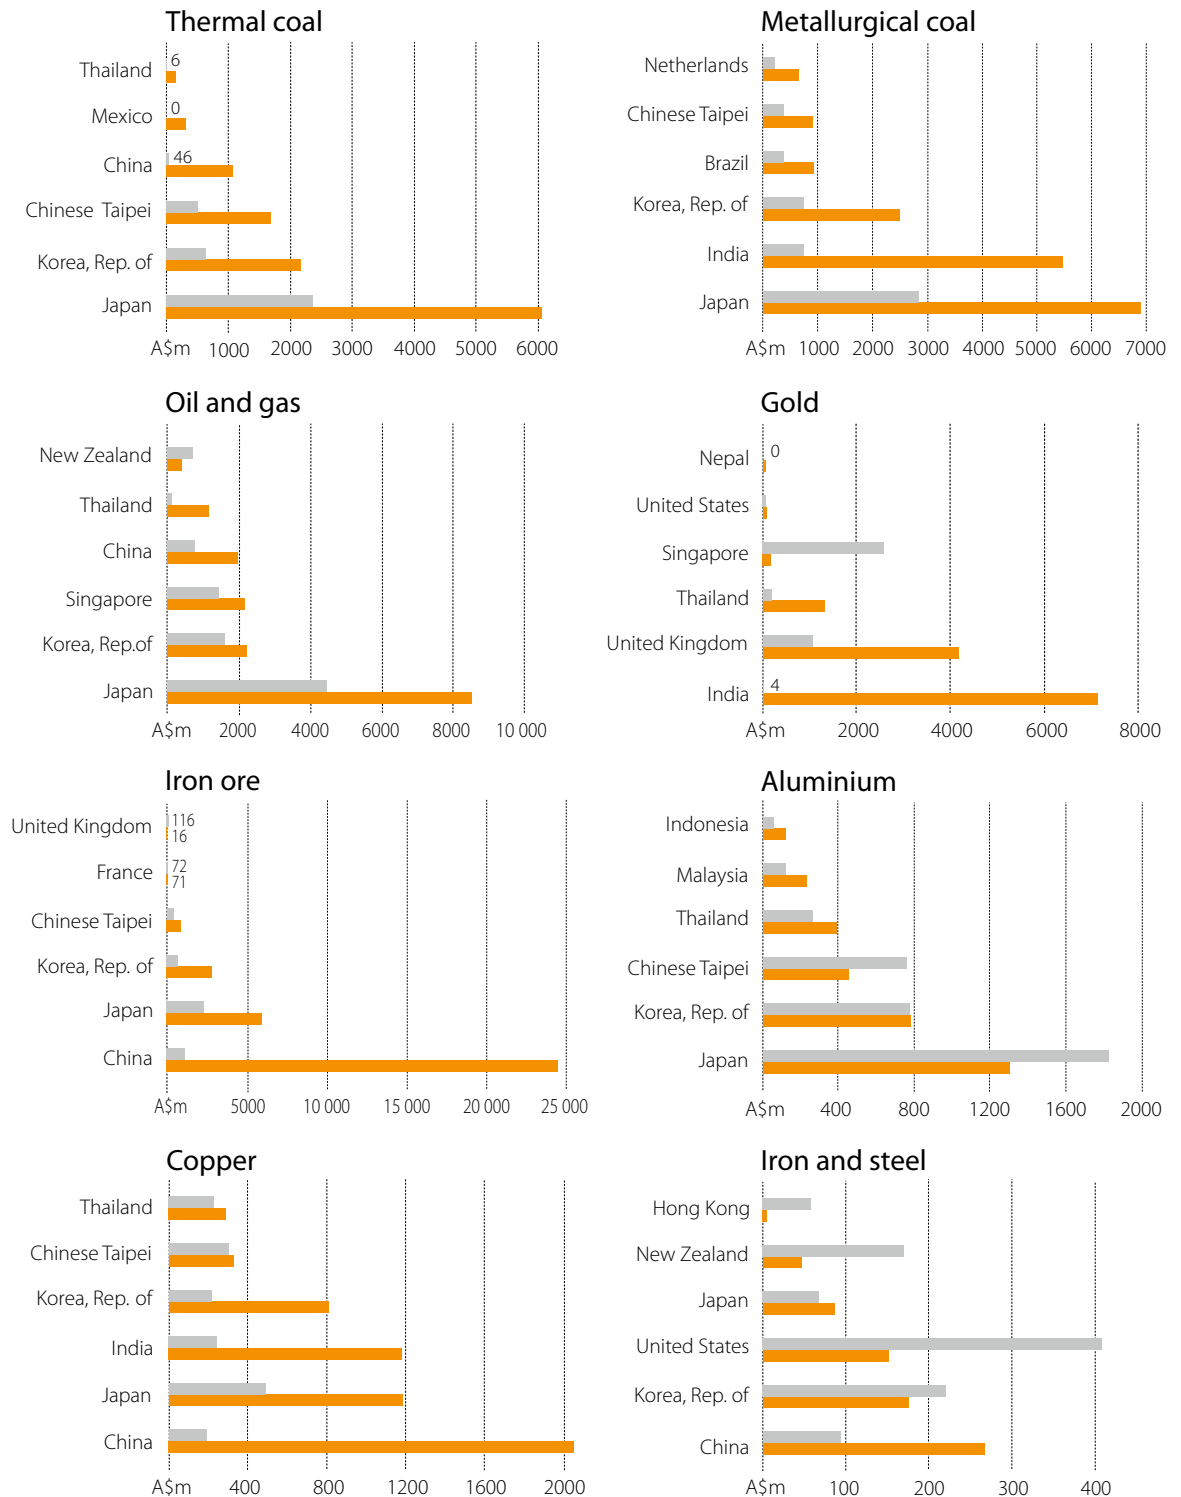 Thermal coal
Thailand 6
Mexico 0
China 46
Chinese Taipei
Korea, Rep. of
Japan
A$m 1000 2000 3000 4000 5000 6000
Metallurgical coal
Netherlands
Chinese Taipei
Brazil
Korea, Rep. of
India
Japan
A$m 1000 2000 3000 4000 5000 6000 7000
Oil and gas
New Zealand
Thailand
China
Singapore
Korea, Rep.of
Japan
A$m 2000 4000 6000 8000 10 000
Gold
Nepal 0
United States
Singapore
Thailand
United Kingdom
India 4
A$m 2000 4000 6000 8000
Iron ore
United Kingdom 116
16
France 72
71
Chinese Taipei
Korea, Rep. of
Japan
China
A$m 5000 10 000 15 000 20 000 25 000
Aluminium
Indonesia
Malaysia
Thailand
Chinese Taipei
Korea, Rep. of
Japan
A$m 400 800 1200 1600 2000
Copper
Thailand
Chinese Taipei
Korea, Rep. of
India
Japan
China
A$m 400 800 1200 1600 2000
Iron and steel
Hong Kong
New Zealand
Japan
United States
Korea, Rep. of
China
A$m 100 200 300 400